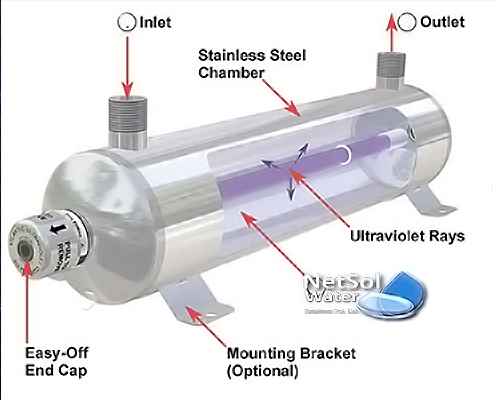 Inlet
Outlet
Stainless Steel
Chamber
Ultraviolet Rays
NetSol
Water
Easy-Off
End Cap
Mounting Bracket
(Optional)